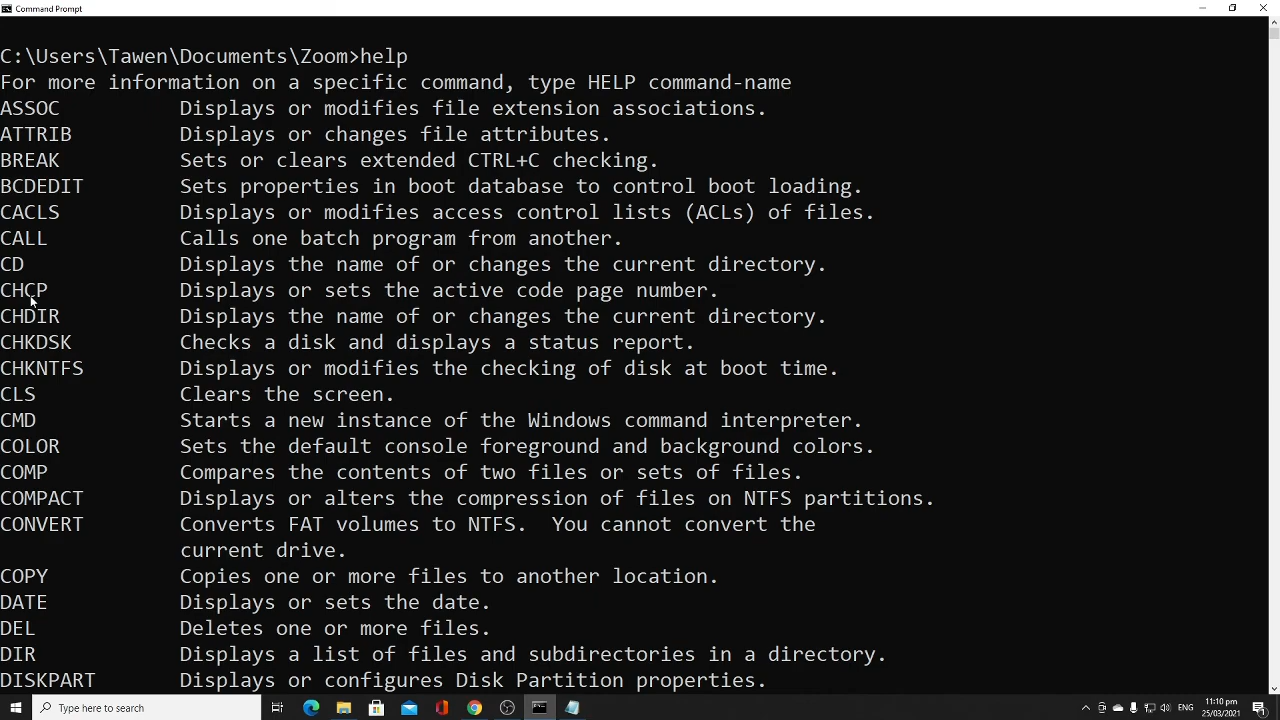 Command Prompt
C:\Users\Tawen\Documents\Zoom>help
For more information on a specific command, type HELP command-name
ASSOC Displays or modifies file extension associations.
ATTRIB Displays or changes file attributes.
BREAK Sets or clears extended CTRL+C checking.
BCDEDIT Sets properties in boot database to control boot loading.
CACLS Displays or modifies access control lists (ACLs) of files.
CALL Calls one batch program from another.
CD Displays the name of or changes the current directory.
CHCP Displays or sets the active code page number.
CHDIR Displays the name of or changes the current directory.
CHKDSK Checks a disk and displays a status report.
CHKNTFS Displays or modifies the checking of disk at boot time.
CLS Clears the screen.
CMD Starts a new instance of the Windows command interpreter.
COLOR Sets the default console foreground and background colors.
COMP Compares the contents of two files or sets of files.
COMPACT Displays or alters the compression of files on NTFS partitions.
CONVERT Converts FAT volumes to NTFS. You cannot convert the
current drive.
COPY Copies one or more files to another location.
DATE Displays or sets the date.
DEL Deletes one or more files.
DIR Displays a list of files and subdirectories in a directory.
DISKPART Displays or configures Disk Partition properties.
Type here to search
ENG
11:10 pm
25/03/2021